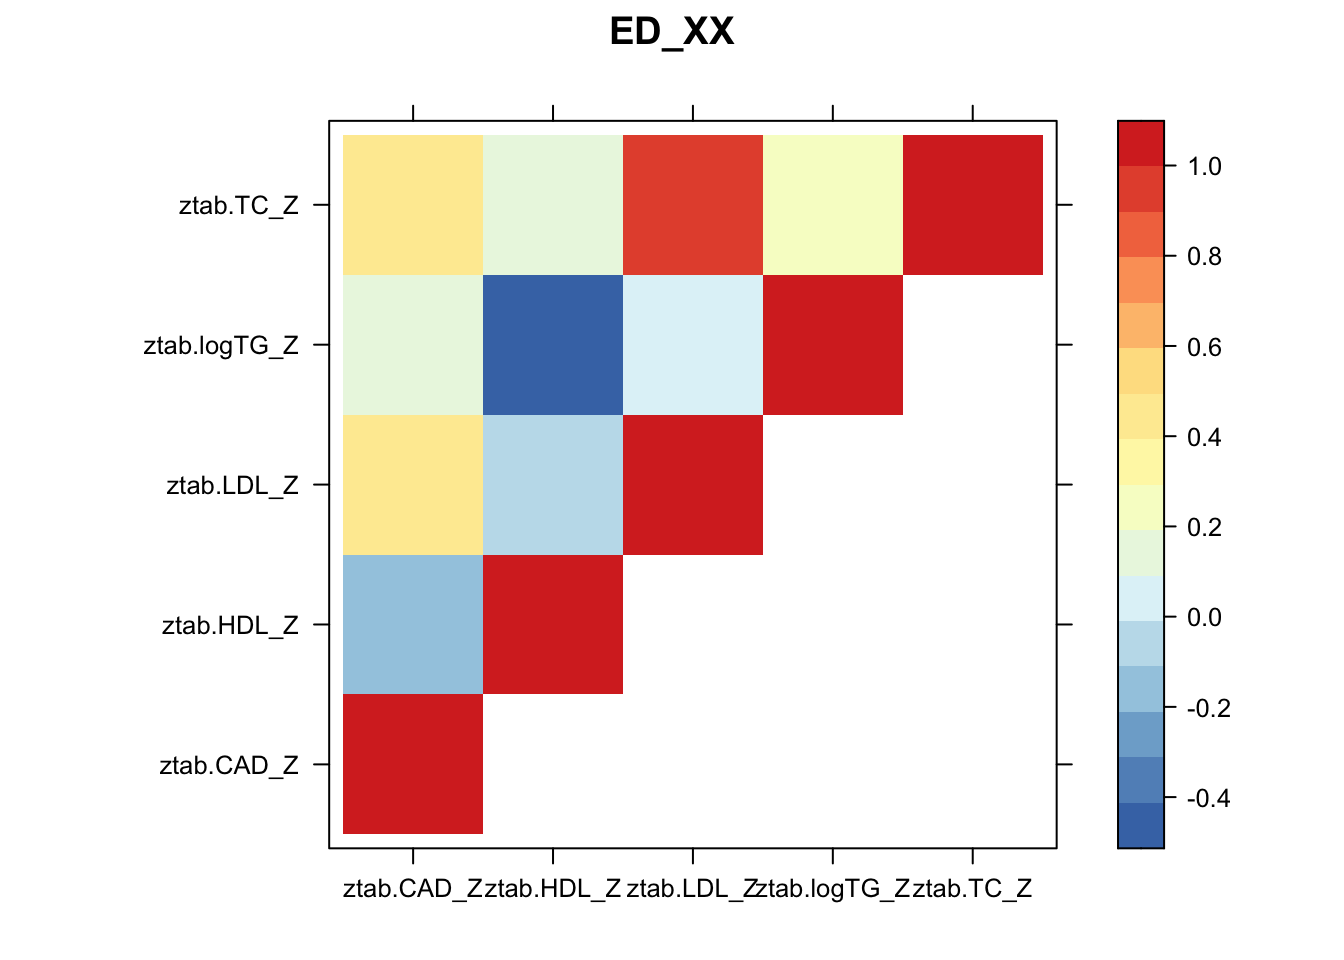 ED_XX
ztab.TC_Z
ztab.logTG_Z
ztab.LDL_Z
ztab.HDL_Z
ztab.CAD_Z
ztab.CAD_Z ztab.HDL_Z ztab.LDL_Z ztab.logTG_Z ztab.TC_Z
1.0
0.8
0.6
0.4
0.2
0.0
-0.2
-0.4